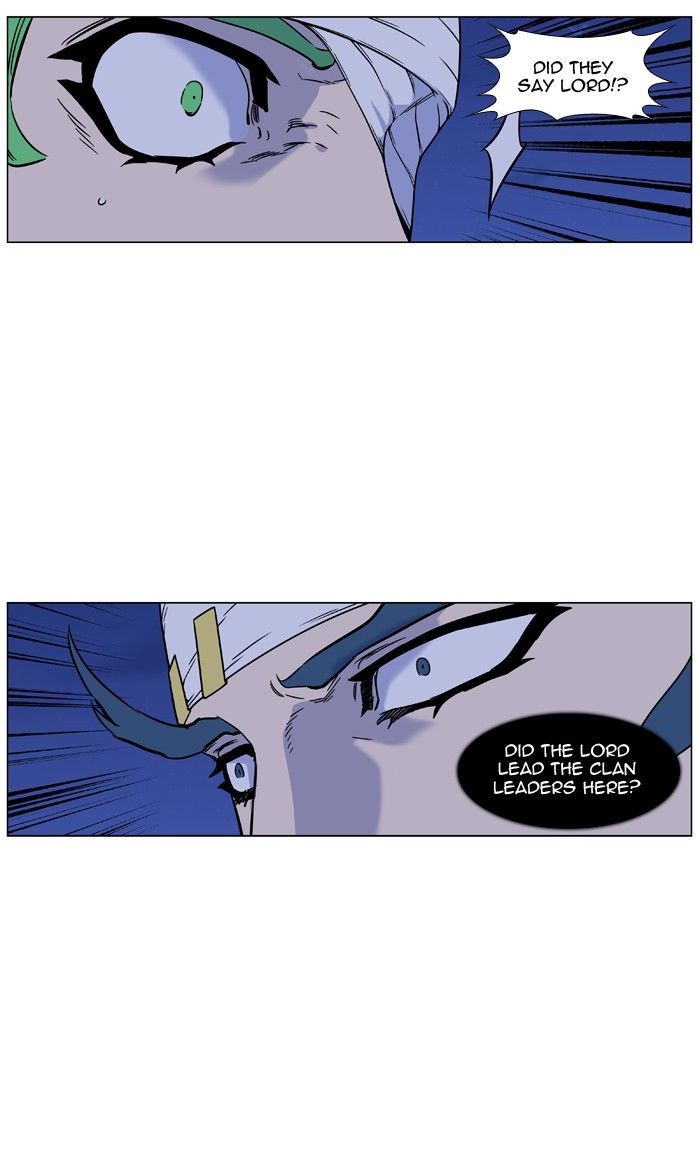 DID THEY
SAY LORD!?
DID THE LORD
LEAD THE CLAN
LEADERS HERE?